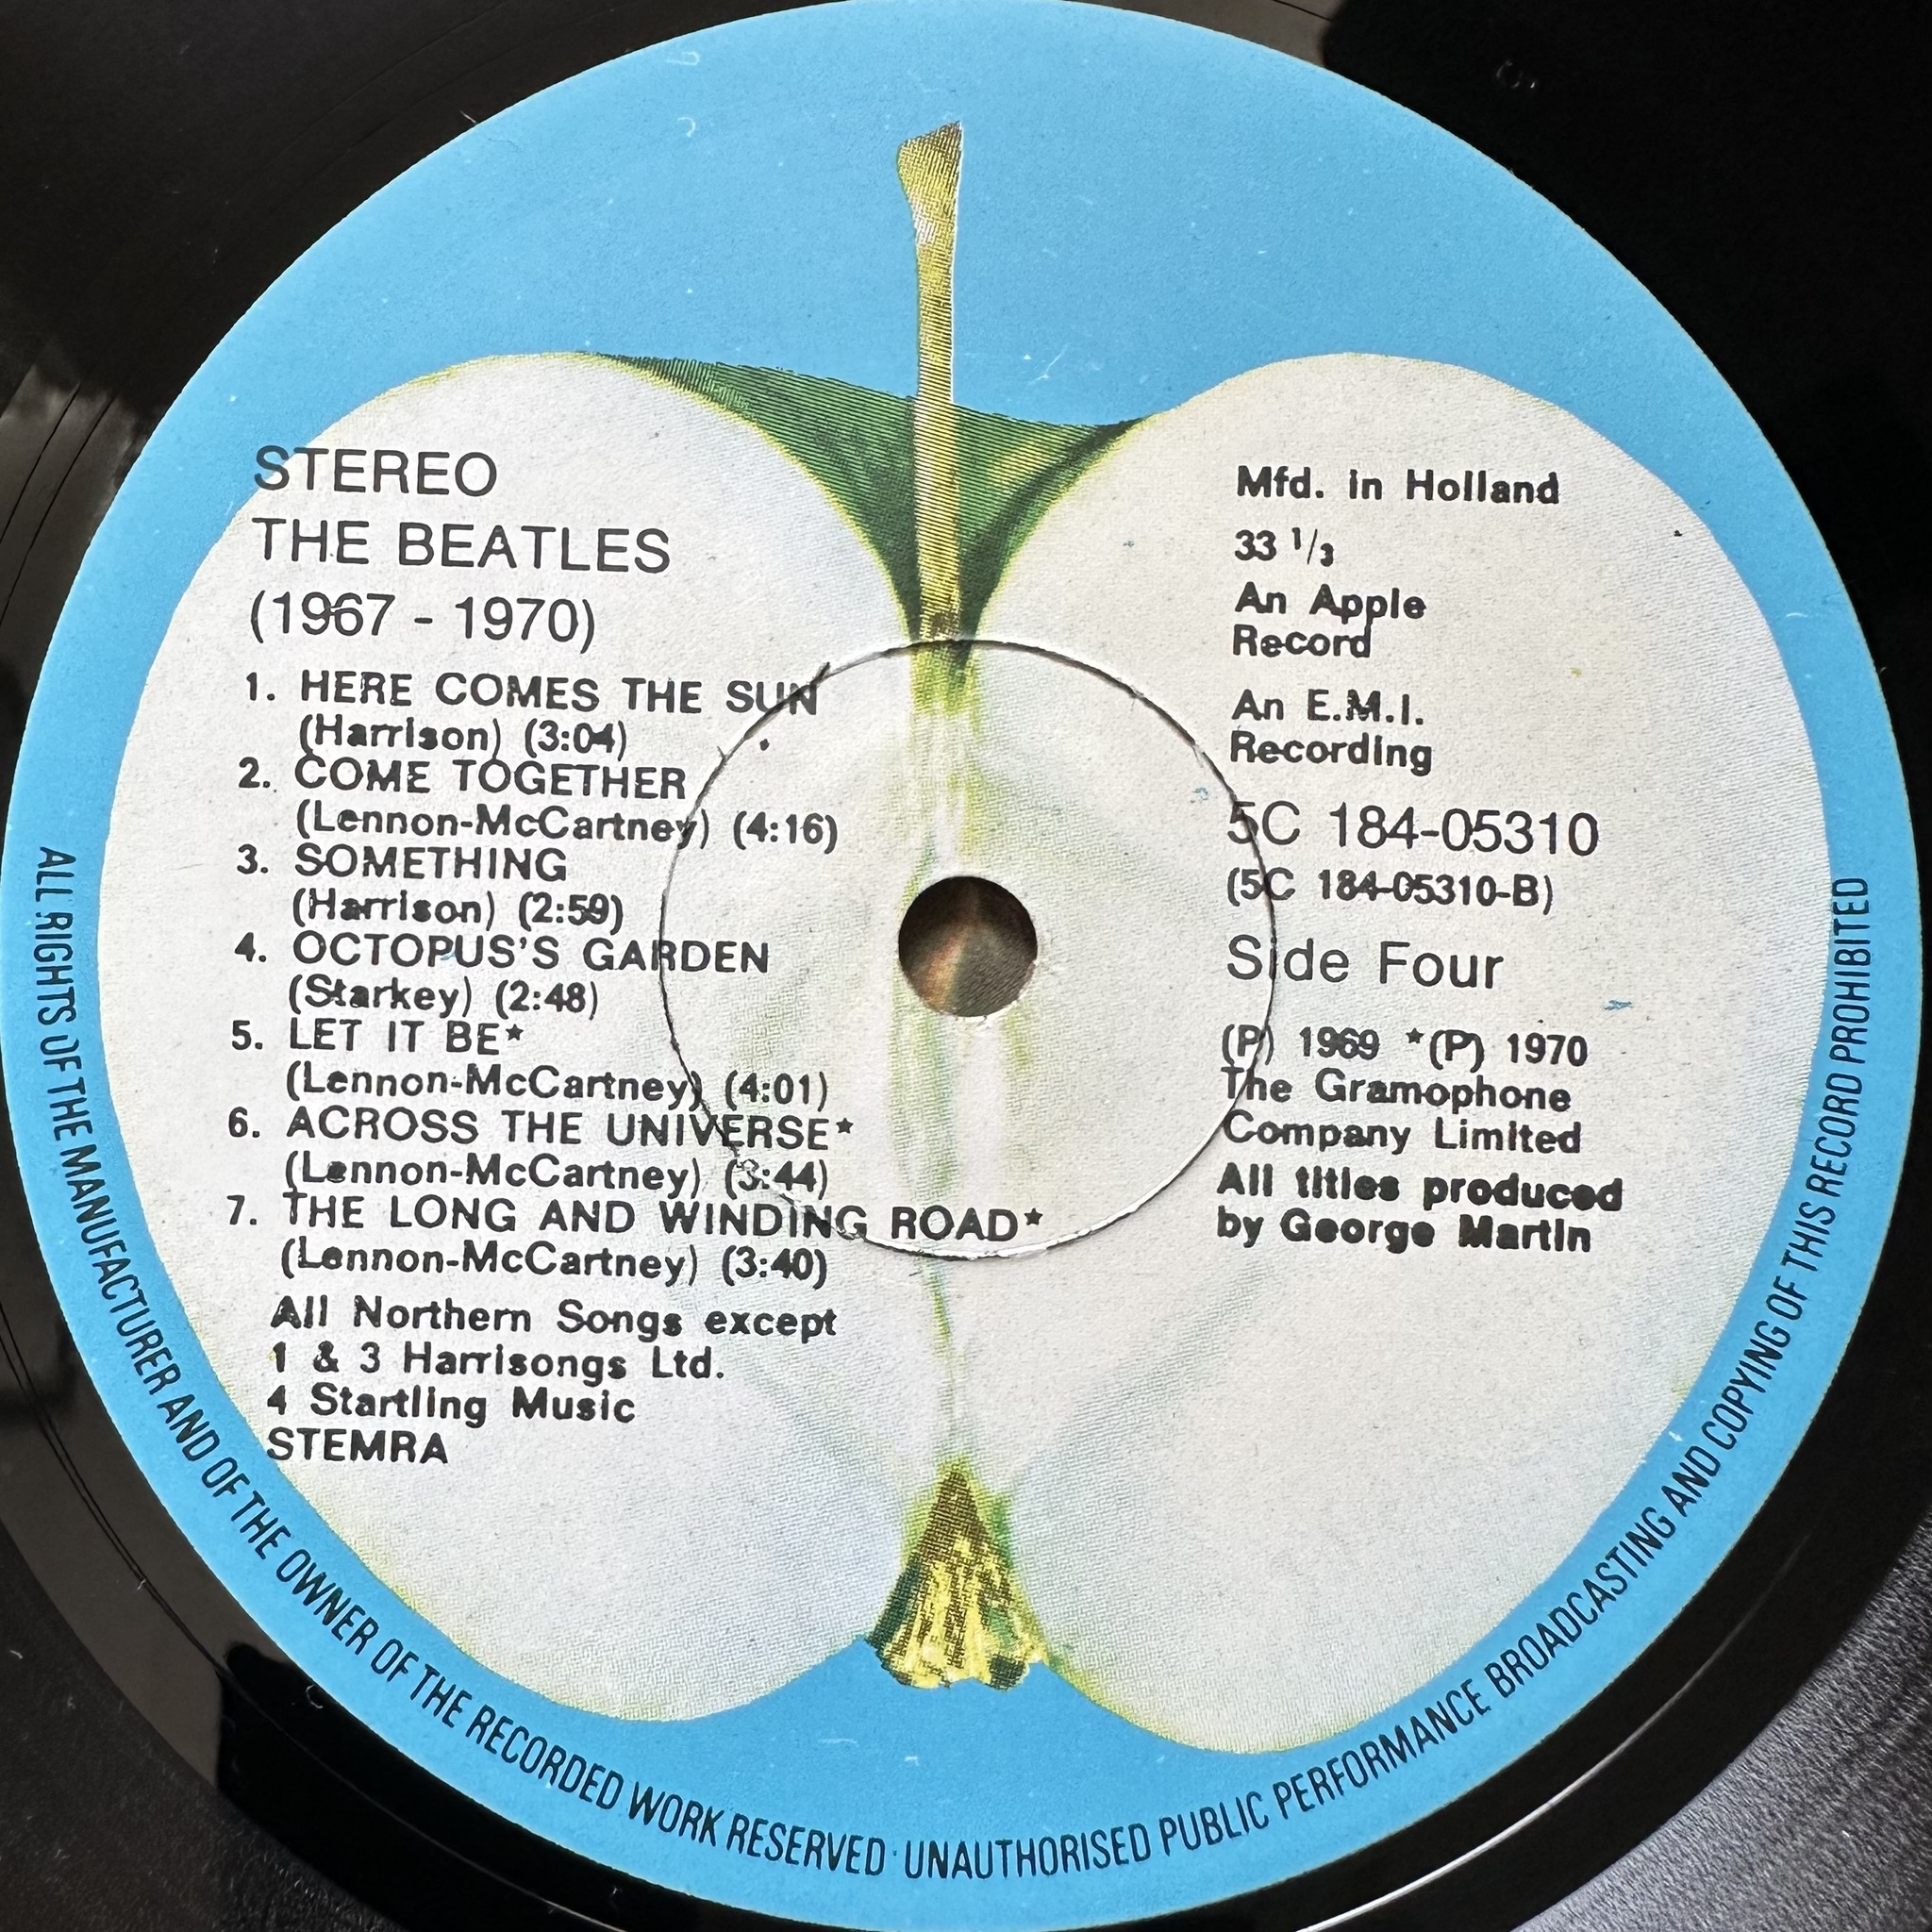 STEREO
THE BEATLES
(1967 - 1970)
1. HERE COMES THE SUN
(Harrison) (3:04)
2. COME TOGETHER
(Lennon-McCartney) (4:16)
3. SOMETHING
(Harrison) (2:59)
4. OCTOPUS'S GARDEN
(Starkey) (2:48)
5. LET IT BE*
(Lennon-McCartney) (4:01)
6. ACROSS THE UNIVERSE*
(Lennon-McCartney) (3:44)
7. THE LONG AND WINDING ROAD*
(Lennon-McCartney) (3:40)
All Northern Songs except
1 & 3 Harrisongs Ltd.
4 Startling Music
STEMRA
Mfd. in Holland
33 1/3
An Apple
Record
An E.M.I.
Recording
5C 184-05310
(5C 184-05310-B)
Side Four
(P) 1969 *(P) 1970
The Gramophone
Company Limited
All titles produced
by George Martin
ALL RIGHTS OF THE MANUFACTURER AND OF THE OWNER OF THE RECORDED WORK RESERVED · UNAUTHORISED PUBLIC PERFORMANCE BROADCASTING AND COPYING OF THIS RECORD PROHIBITED